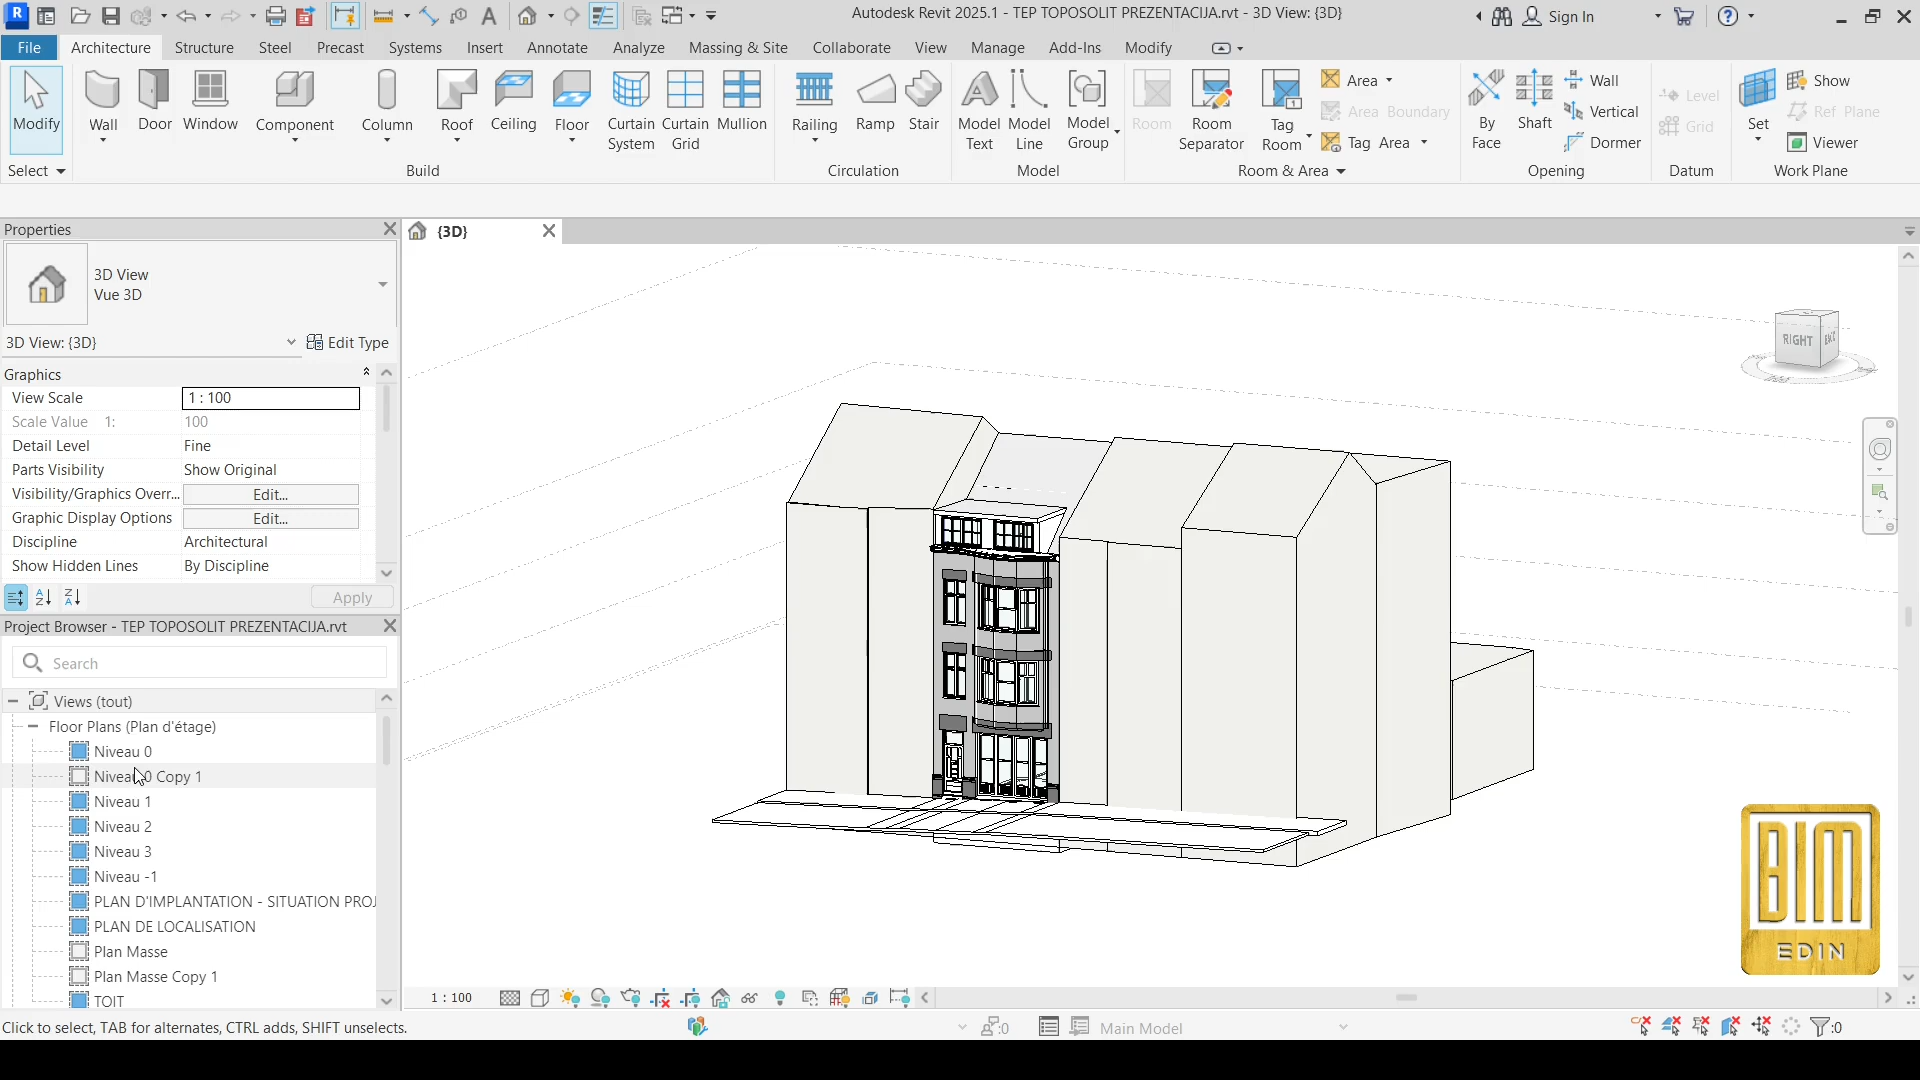 Autodesk Revit 2025.1 - TEP TOPOSOLIT PREZENTACIJA.rvt - 3D View: {3D}
Sign In
File Architecture Structure Steel Precast Systems Insert Annotate Analyze Massing & Site Collaborate View Manage Add-Ins Modify
Modify
Wall
Door
Window
Component
Column
Roof
Ceiling
Floor
Curtain System
Curtain Grid
Mullion
Railing
Ramp
Stair
Model Text
Model Line
Model Group
Room
Room Separator
Tag Room
Area
Area Boundary
Tag Area
By Face
Shaft
Wall
Vertical
Dormer
Level
Grid
Set
Show
Ref Plane
Viewer
Select Build Circulation Model Room & Area Opening Datum Work Plane
Properties
{3D}
3D View
Vue 3D
3D View: {3D} Edit Type
Graphics
View Scale 1 : 100
Scale Value 1: 100
Detail Level Fine
Parts Visibility Show Original
Visibility/Graphics Overr... Edit...
Graphic Display Options Edit...
Discipline Architectural
Show Hidden Lines By Discipline
Apply
Project Browser - TEP TOPOSOLIT PREZENTACIJA.rvt
Search
Views (tout)
Floor Plans (Plan d'étage)
Niveau 0
Niveau 0 Copy 1
Niveau 1
Niveau 2
Niveau 3
Niveau -1
PLAN D'IMPLANTATION - SITUATION PROJ
PLAN DE LOCALISATION
Plan Masse
Plan Masse Copy 1
TOIT
RIGHT
BIM
EDIN
1 : 100
Click to select, TAB for alternates, CTRL adds, SHIFT unselects.
:0
Main Model
:0